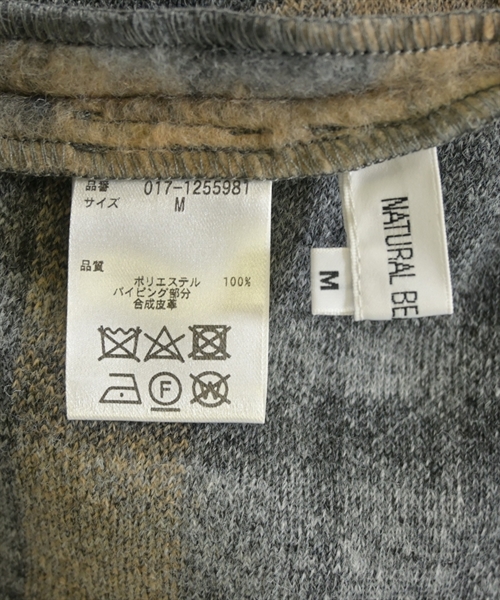 品番 017-1255981
サイズ M
品質
ポリエステル 100%
パイピング部分
合成皮革
F
W
M
NATURAL BE